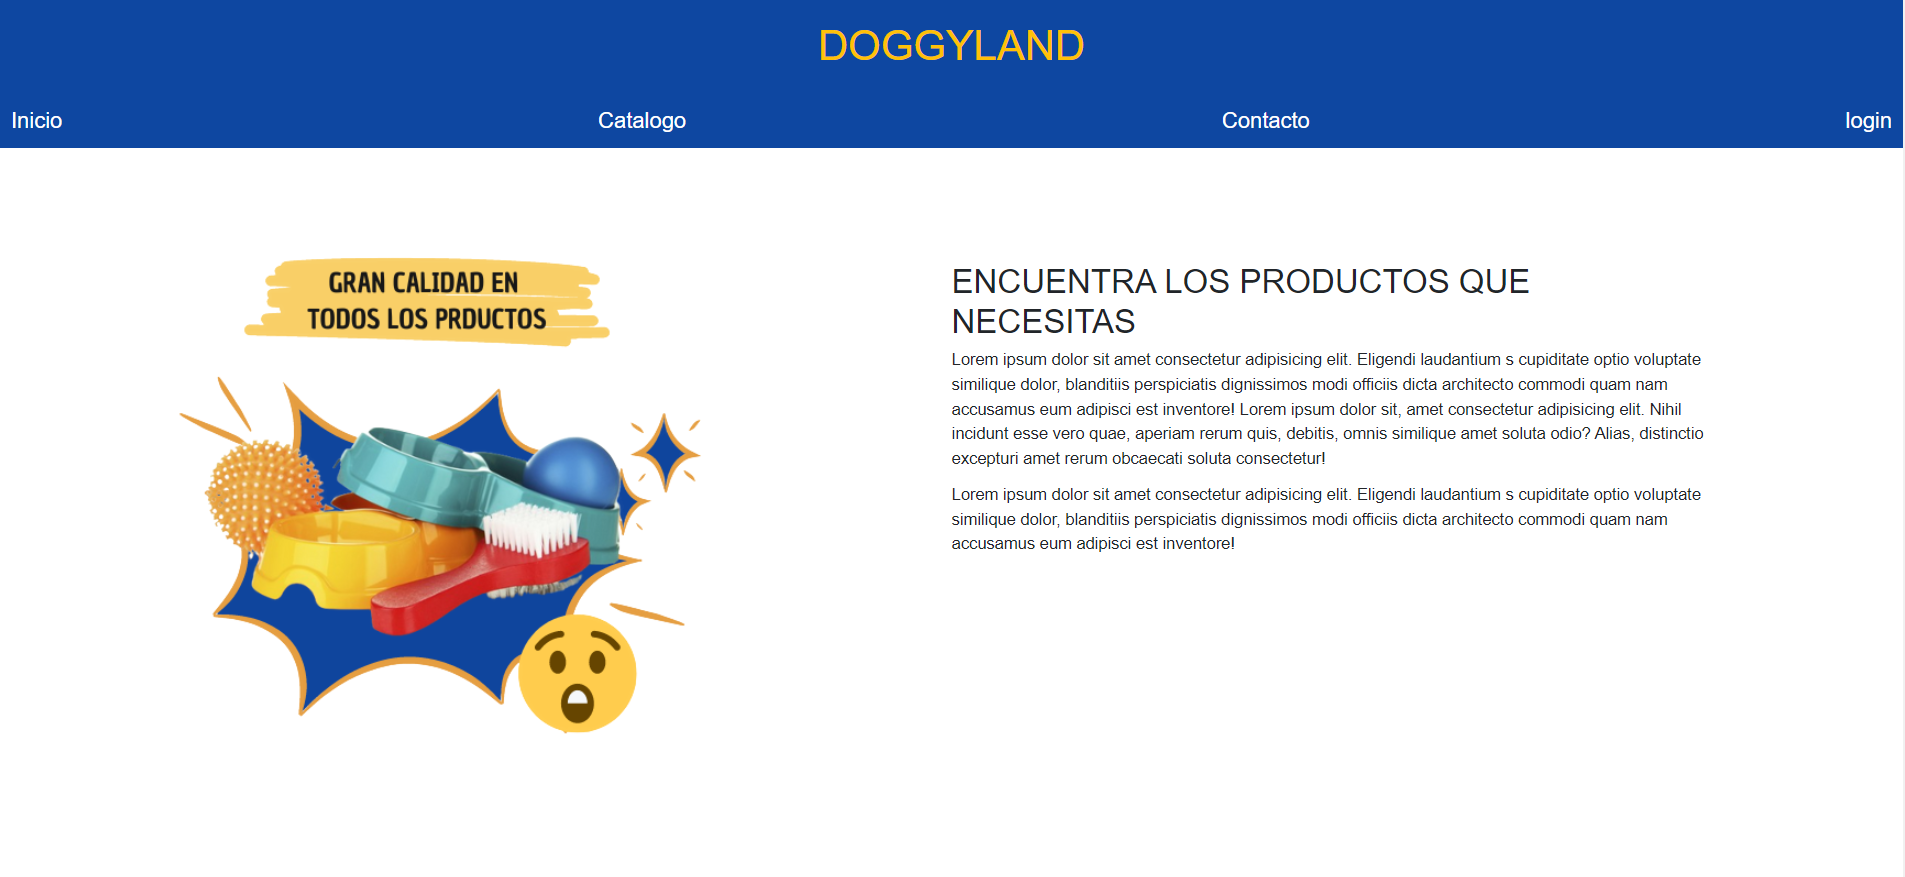 DOGGYLAND
Inicio
Catalogo
Contacto
login
GRAN CALIDAD EN
TODOS LOS PRDUCTOS
ENCUENTRA LOS PRODUCTOS QUE
NECESITAS
Lorem ipsum dolor sit amet consectetur adipisicing elit. Eligendi laudantium s cupiditate optio voluptate
similique dolor, blanditiis perspiciatis dignissimos modi officiis dicta architecto commodi quam nam
accusamus eum adipisci est inventore! Lorem ipsum dolor sit, amet consectetur adipisicing elit. Nihil
incidunt esse vero quae, aperiam rerum quis, debitis, omnis similique amet soluta odio? Alias, distinctio
excepturi amet rerum obcaecati soluta consectetur!
Lorem ipsum dolor sit amet consectetur adipisicing elit. Eligendi laudantium s cupiditate optio voluptate
similique dolor, blanditiis perspiciatis dignissimos modi officiis dicta architecto commodi quam nam
accusamus eum adipisci est inventore!